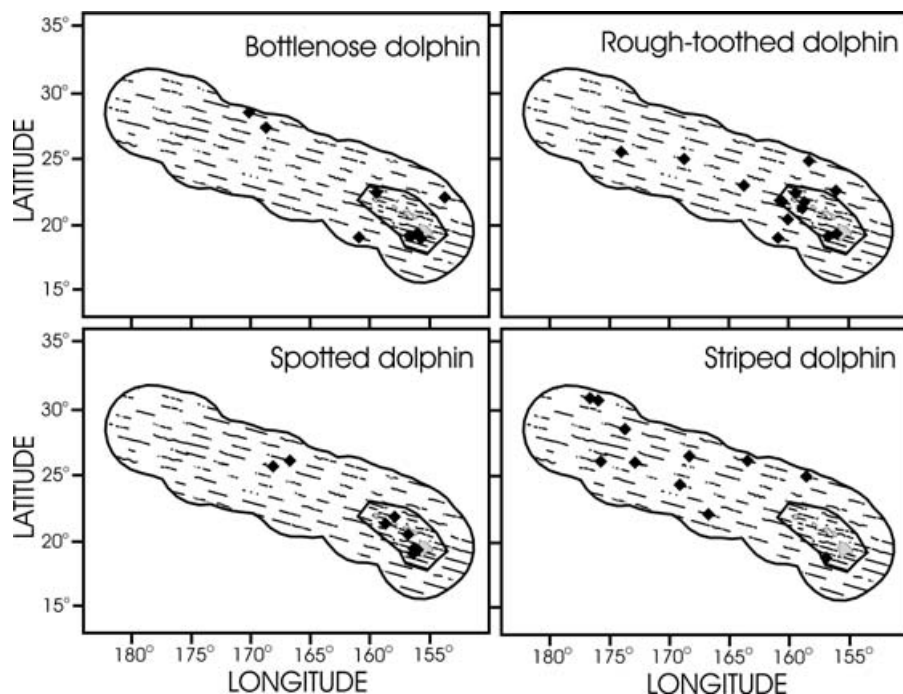 35°
Bottlenose dolphin
Rough-toothed dolphin
30°
25°
20°
15°
LATITUDE
35°
Spotted dolphin
Striped dolphin
30°
25°
20°
15°
LATITUDE
180° 175° 170° 165° 160° 155°
180° 175° 170° 165° 160° 155°
LONGITUDE
LONGITUDE